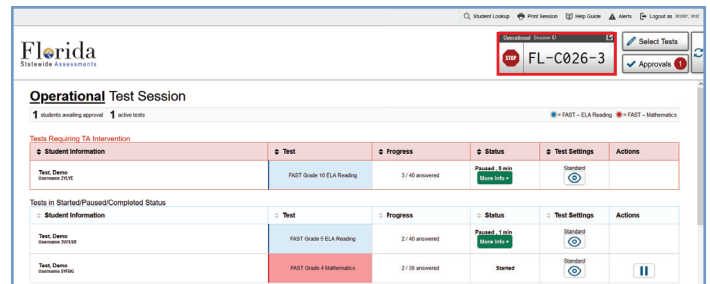 Student Lookup Print Session Help Guide Alerts Logout as
Florida
Statewide Assessments
Operational Session ID
STOP FL-C026-3
Select Tests
Approvals 1
Operational Test Session
1 students awaiting approval 1 active tests
= FAST – ELA Reading = FAST – Mathematics
Tests Requiring TA Intervention
Student Information Test Progress Status Test Settings Actions
Test, Demo FAST Grade 10 ELA Reading 3 / 40 answered Paused , 5 min Standard
Username More Info
Tests in Started/Paused/Completed Status
Student Information Test Progress Status Test Settings Actions
Test, Demo FAST Grade 5 ELA Reading 2 / 40 answered Paused , 1 min Standard
Username More Info
Test, Demo FAST Grade 4 Mathematics 2 / 35 answered Started Standard
Username